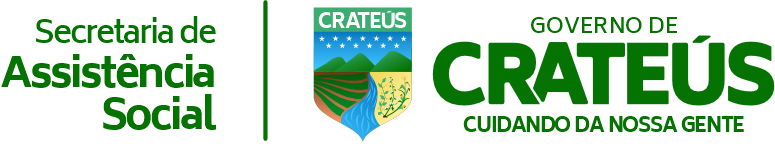 Secretaria de
Assistência
Social
CRATEÚS
GOVERNO DE
CRATEÚS
CUIDANDO DA NOSSA GENTE